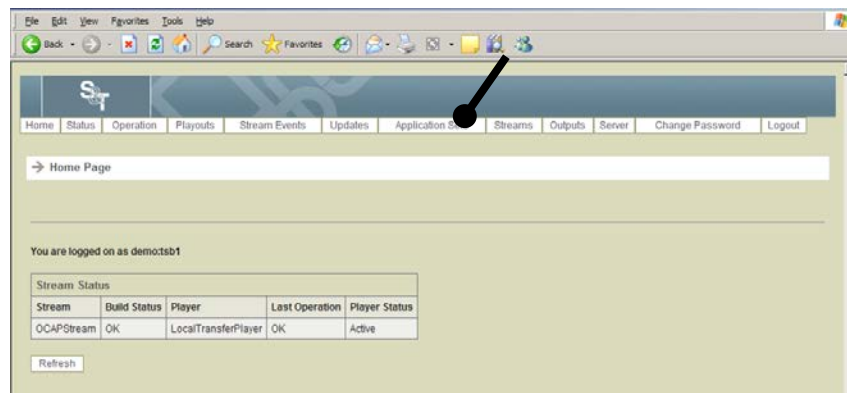 File Edit View Favorites Tools Help
Back Search Favorites
S&T
Home Status Operation Playouts Stream Events Updates Application Streams Outputs Server Change Password Logout
→ Home Page
You are logged on as demo:tsb1
Stream Status
Stream Build Status Player Last Operation Player Status
OCAPStream OK LocalTransferPlayer OK Active
Refresh